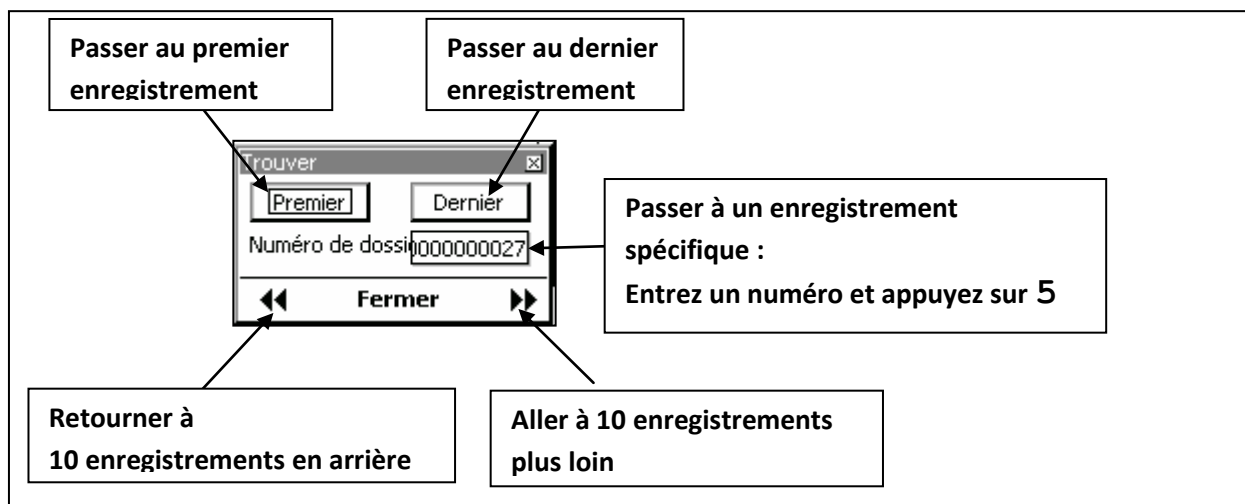 Passer au premier
enregistrement
Passer au dernier
enregistrement
Trouver
Premier
Dernier
Numéro de dossi
0000000027
Passer à un enregistrement
spécifique :
Entrez un numéro et appuyez sur 5
Fermer
Retourner à
10 enregistrements en arrière
Aller à 10 enregistrements
plus loin